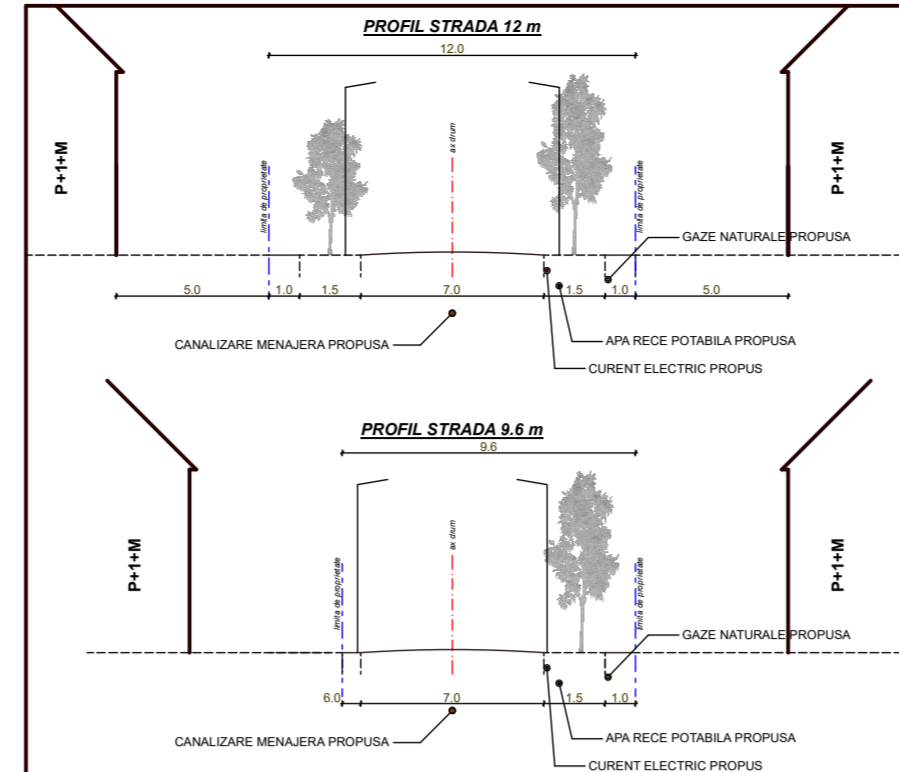 PROFIL STRADA 12 m
12.0
P+1+M
P+1+M
ax drum
limita de proprietate
limita de proprietate
GAZE NATURALE PROPUSA
5.0 1.0 1.5 7.0 1.5 1.0 5.0
CANALIZARE MENAJERA PROPUSA
APA RECE POTABILA PROPUSA
CURENT ELECTRIC PROPUS
PROFIL STRADA 9.6 m
9.6
P+1+M
P+1+M
ax drum
limita de proprietate
limita de proprietate
GAZE NATURALE PROPUSA
6.0 7.0 1.5 1.0
CANALIZARE MENAJERA PROPUSA
APA RECE POTABILA PROPUSA
CURENT ELECTRIC PROPUS